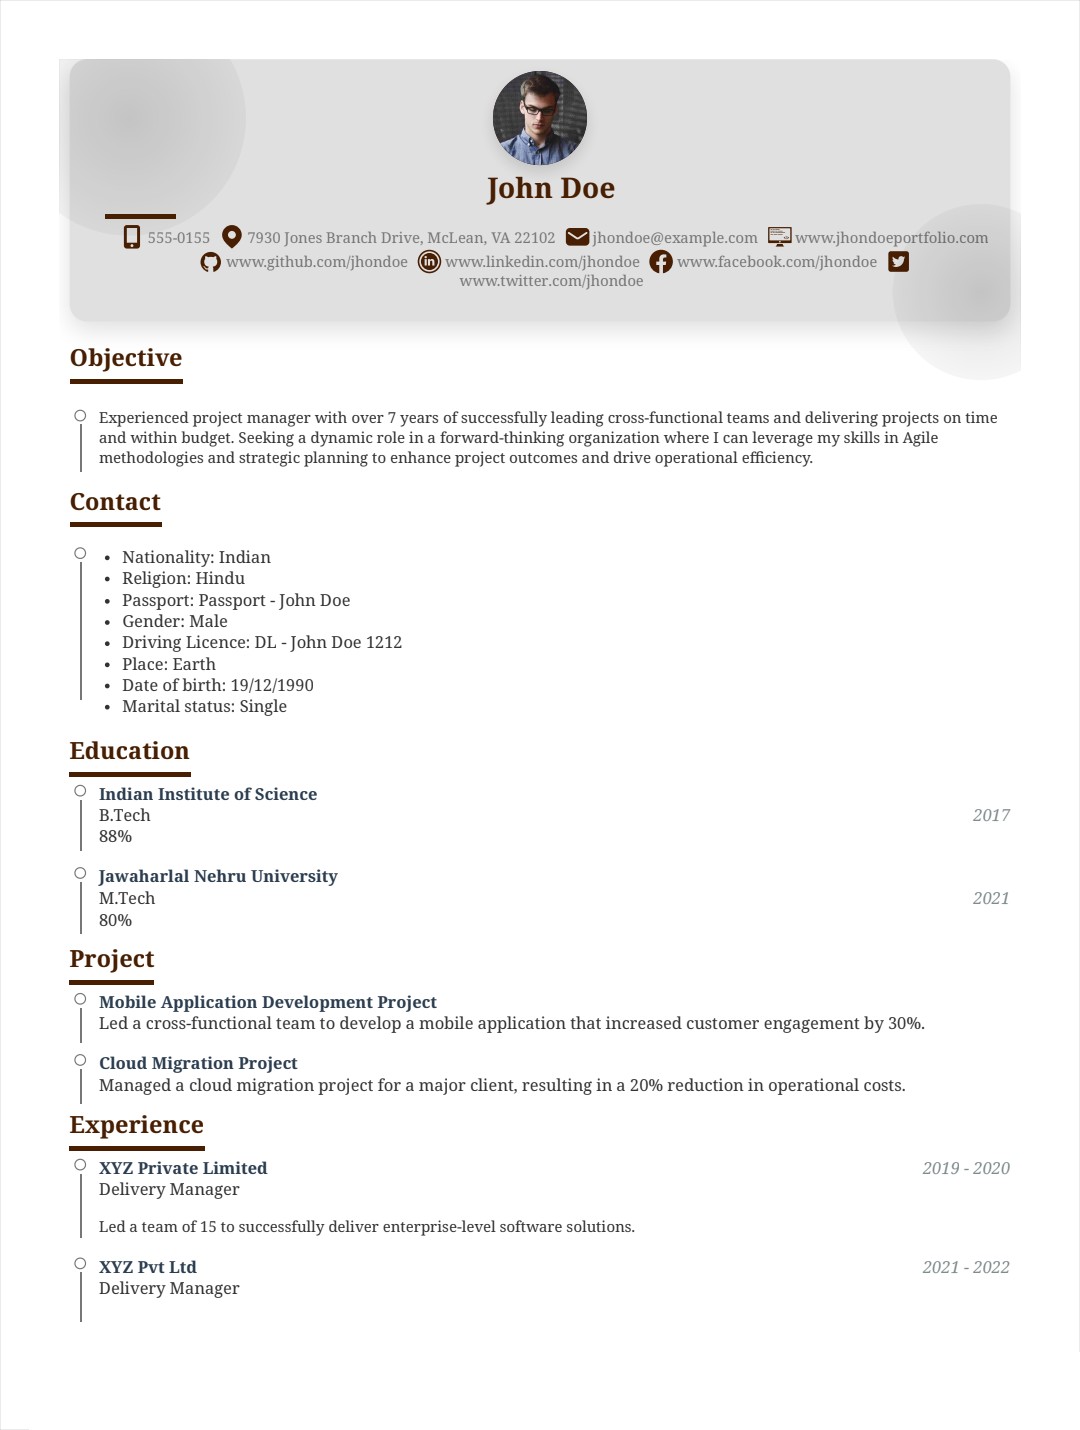 John Doe
555-0155 7930 Jones Branch Drive, McLean, VA 22102 jhondoe@example.com www.jhondoeportfolio.com
www.github.com/jhondoe www.linkedin.com/jhondoe www.facebook.com/jhondoe
www.twitter.com/jhondoe
Objective
Experienced project manager with over 7 years of successfully leading cross-functional teams and delivering projects on time
and within budget. Seeking a dynamic role in a forward-thinking organization where I can leverage my skills in Agile
methodologies and strategic planning to enhance project outcomes and drive operational efficiency.
Contact
• Nationality: Indian
• Religion: Hindu
• Passport: Passport - John Doe
• Gender: Male
• Driving Licence: DL - John Doe 1212
• Place: Earth
• Date of birth: 19/12/1990
• Marital status: Single
Education
Indian Institute of Science
B.Tech 2017
88%
Jawaharlal Nehru University
M.Tech 2021
80%
Project
Mobile Application Development Project
Led a cross-functional team to develop a mobile application that increased customer engagement by 30%.
Cloud Migration Project
Managed a cloud migration project for a major client, resulting in a 20% reduction in operational costs.
Experience
XYZ Private Limited 2019 - 2020
Delivery Manager
Led a team of 15 to successfully deliver enterprise-level software solutions.
XYZ Pvt Ltd 2021 - 2022
Delivery Manager